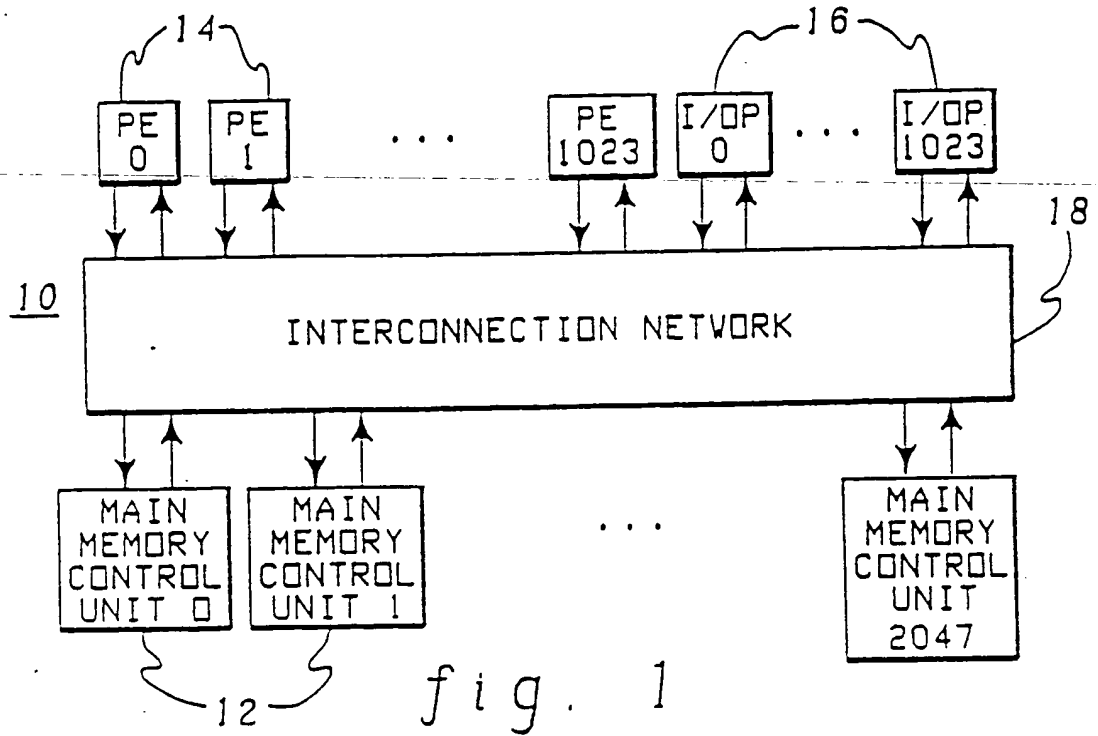 14
16
PE
0
PE
1
...
PE
1023
I/OP
0
...
I/OP
1023
18
10
INTERCONNECTION NETWORK
MAIN
MEMORY
CONTROL
UNIT 0
MAIN
MEMORY
CONTROL
UNIT 1
...
MAIN
MEMORY
CONTROL
UNIT
2047
12
fig. 1